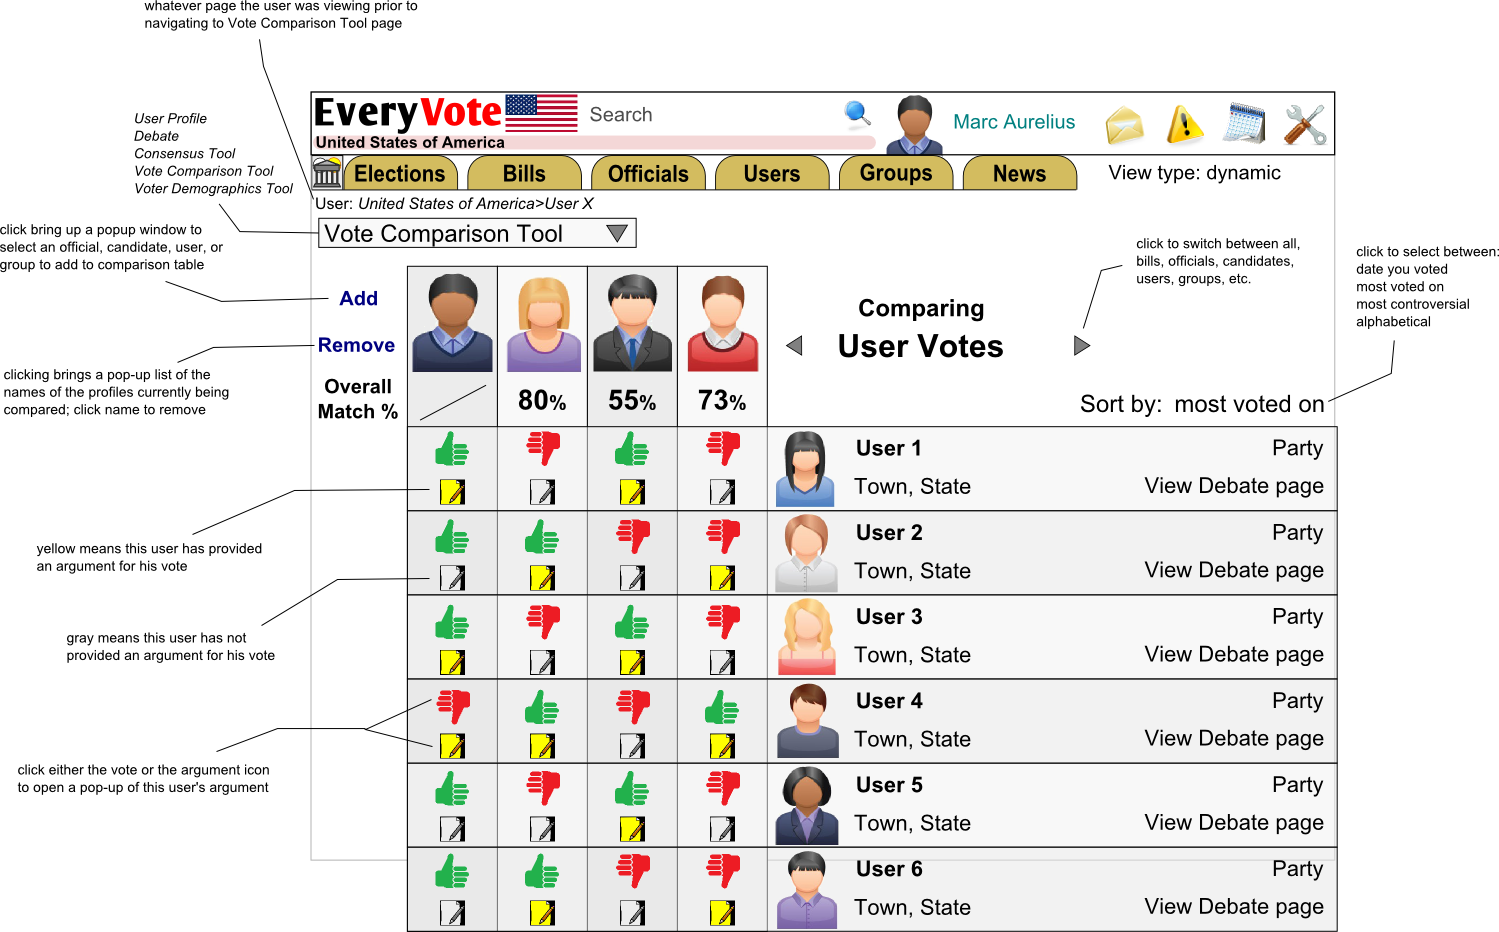 whatever page the user was viewing prior to
navigating to Vote Comparison Tool page
EveryVote
Search
Marc Aurelius
United States of America
Elections
Bills
Officials
Users
Groups
News
View type: dynamic
User: United States of America>User X
Vote Comparison Tool
User Profile
Debate
Consensus Tool
Vote Comparison Tool
Voter Demographics Tool
click bring up a popup window to
select an official, candidate, user, or
group to add to comparison table
click to switch between all,
bills, officials, candidates,
users, groups, etc.
click to select between:
date you voted
most voted on
most controversial
alphabetical
Add
Remove
Comparing
User Votes
clicking brings a pop-up list of the
names of the profiles currently being
compared; click name to remove
Overall
Match %
80%
55%
73%
Sort by: most voted on
User 1
Party
Town, State
View Debate page
yellow means this user has provided
an argument for his vote
User 2
Party
Town, State
View Debate page
gray means this user has not
provided an argument for his vote
User 3
Party
Town, State
View Debate page
User 4
Party
Town, State
View Debate page
click either the vote or the argument icon
to open a pop-up of this user's argument
User 5
Party
Town, State
View Debate page
User 6
Party
Town, State
View Debate page